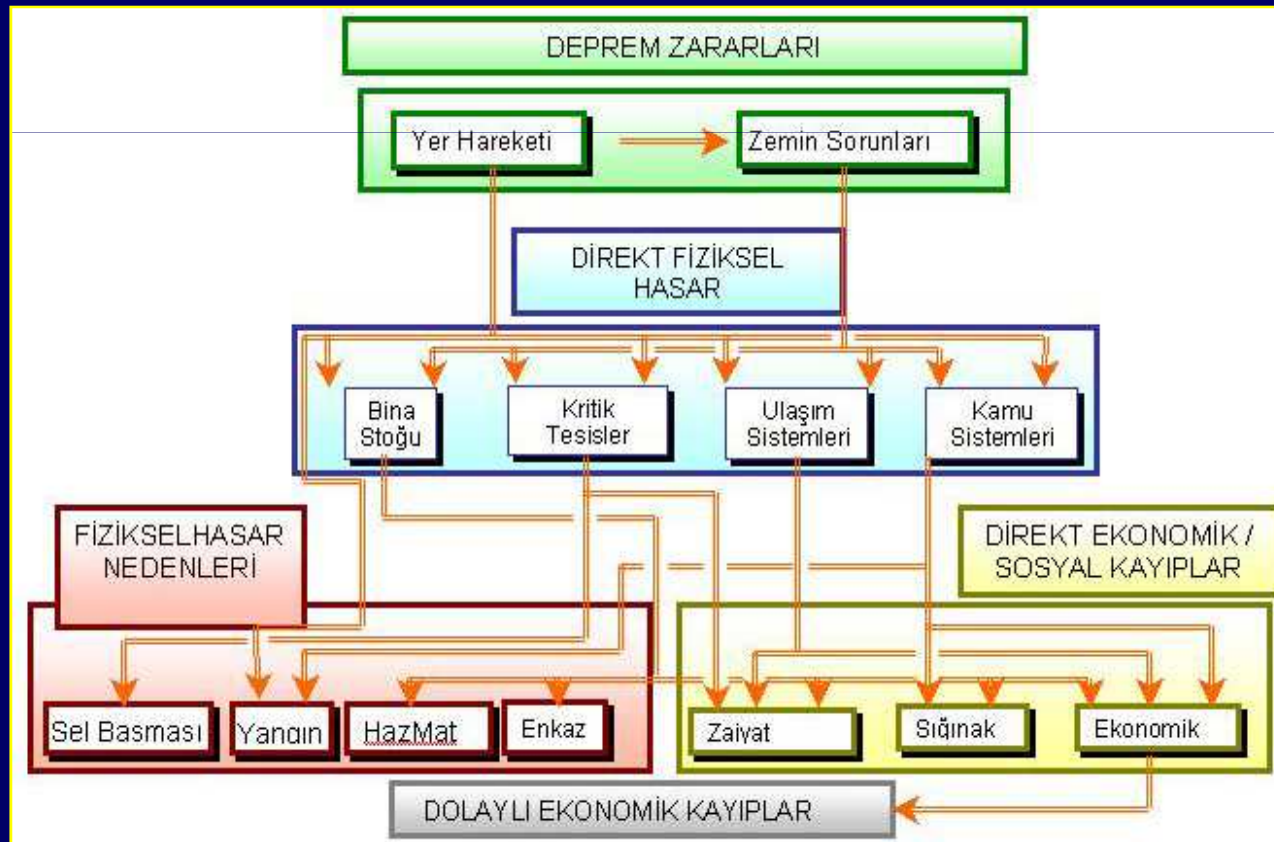 DEPREM ZARARLARI
Yer Hareketi
Zemin Sorunları
DİREKT FİZİKSEL
HASAR
Bina
Stoğu
Kritik
Tesisler
Ulaşım
Sistemleri
Kamu
Sistemleri
FİZİKSELHASAR
NEDENLERİ
DİREKT EKONOMİK /
SOSYAL KAYIPLAR
Sel Basması
Yangın
HazMat
Enkaz
Zaiyat
Sığınak
Ekonomik
DOLAYLI EKONOMİK KAYIPLAR